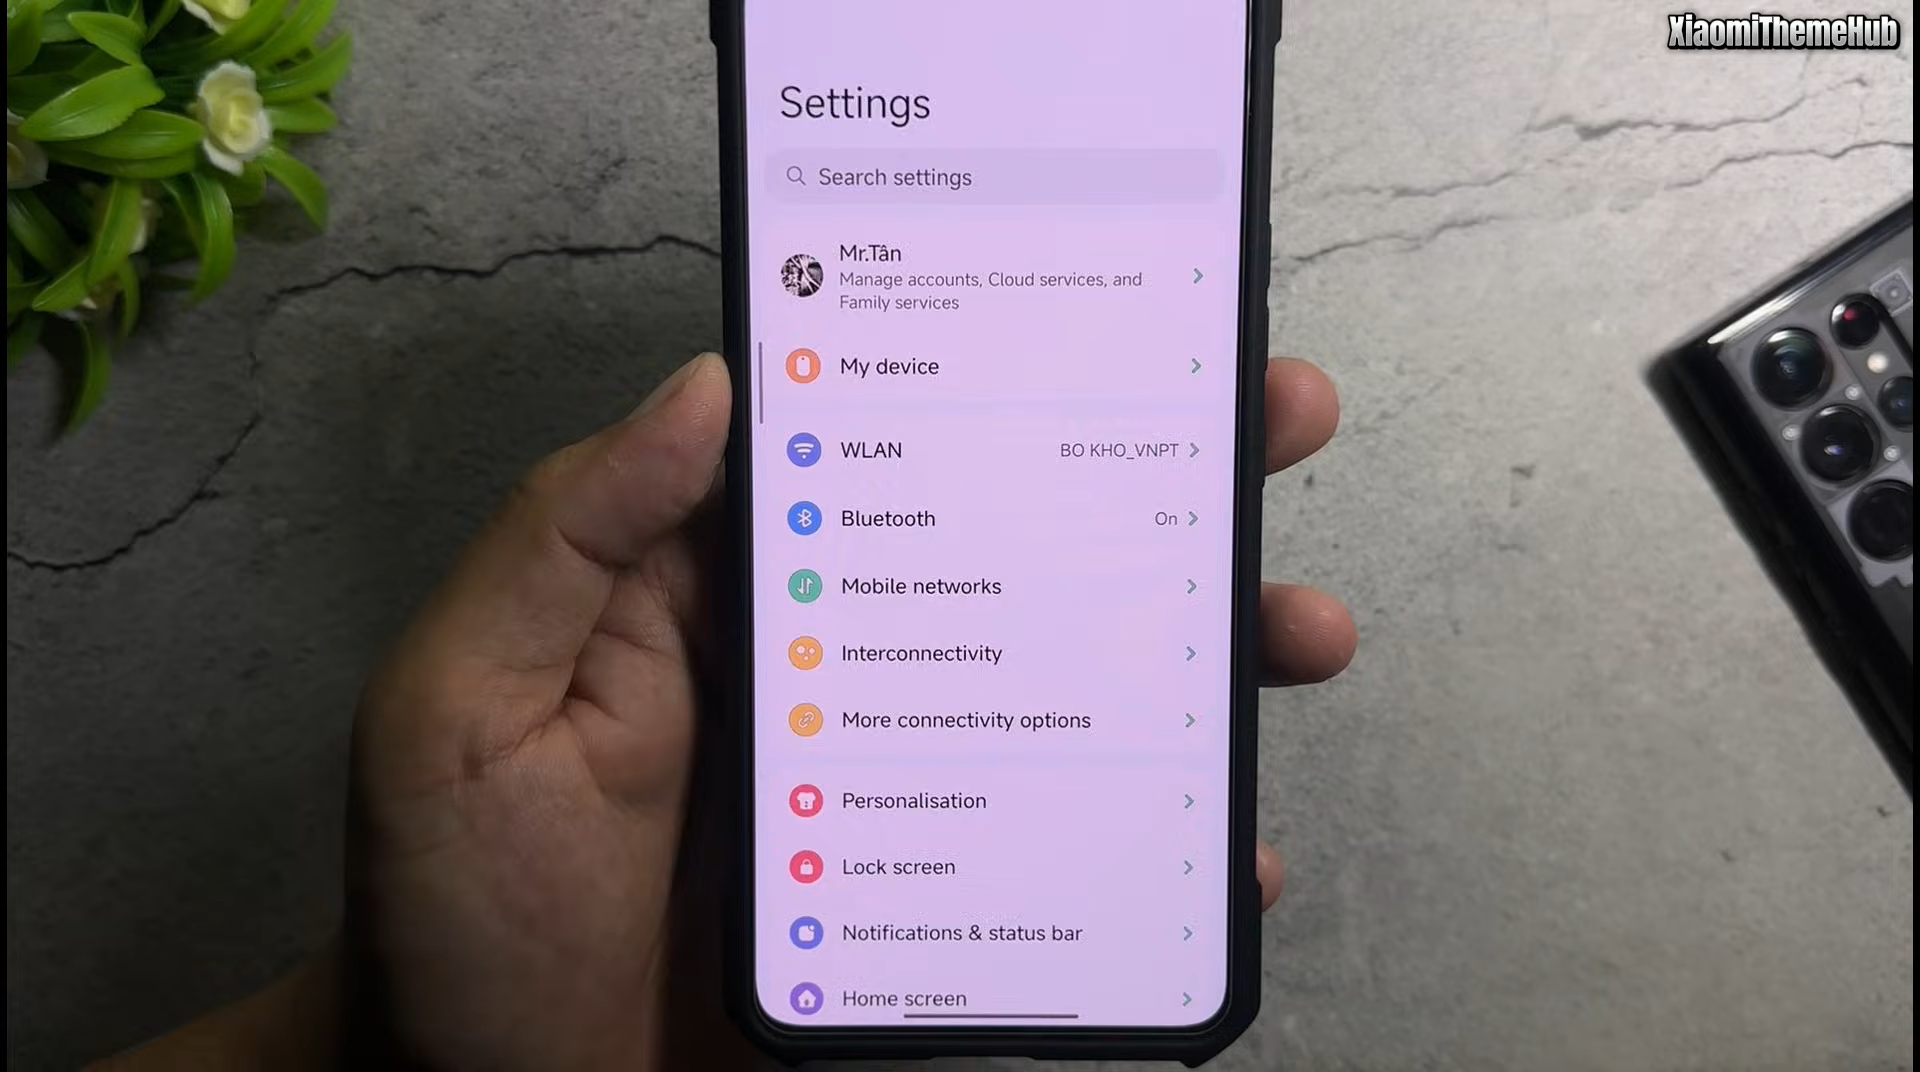 XiaomiThemeHub
Settings
Search settings
Mr.Tân
Manage accounts, Cloud services, and
Family services
My device
WLAN BO KHO_VNPT
Bluetooth On
Mobile networks
Interconnectivity
More connectivity options
Personalisation
Lock screen
Notifications & status bar
Home screen